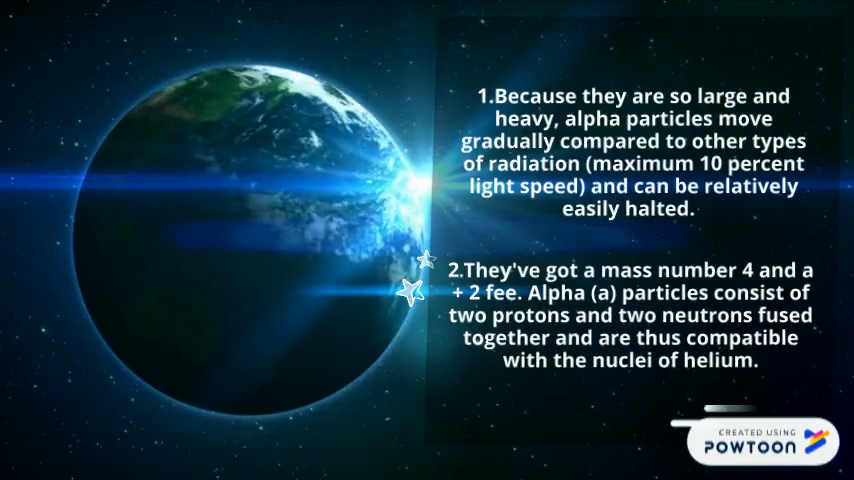 1.Because they are so large and
heavy, alpha particles move
gradually compared to other types
of radiation (maximum 10 percent
light speed) and can be relatively
easily halted.
2.They've got a mass number 4 and a
+ 2 fee. Alpha (a) particles consist of
two protons and two neutrons fused
together and are thus compatible
with the nuclei of helium.
CREATED USING
POWTOON